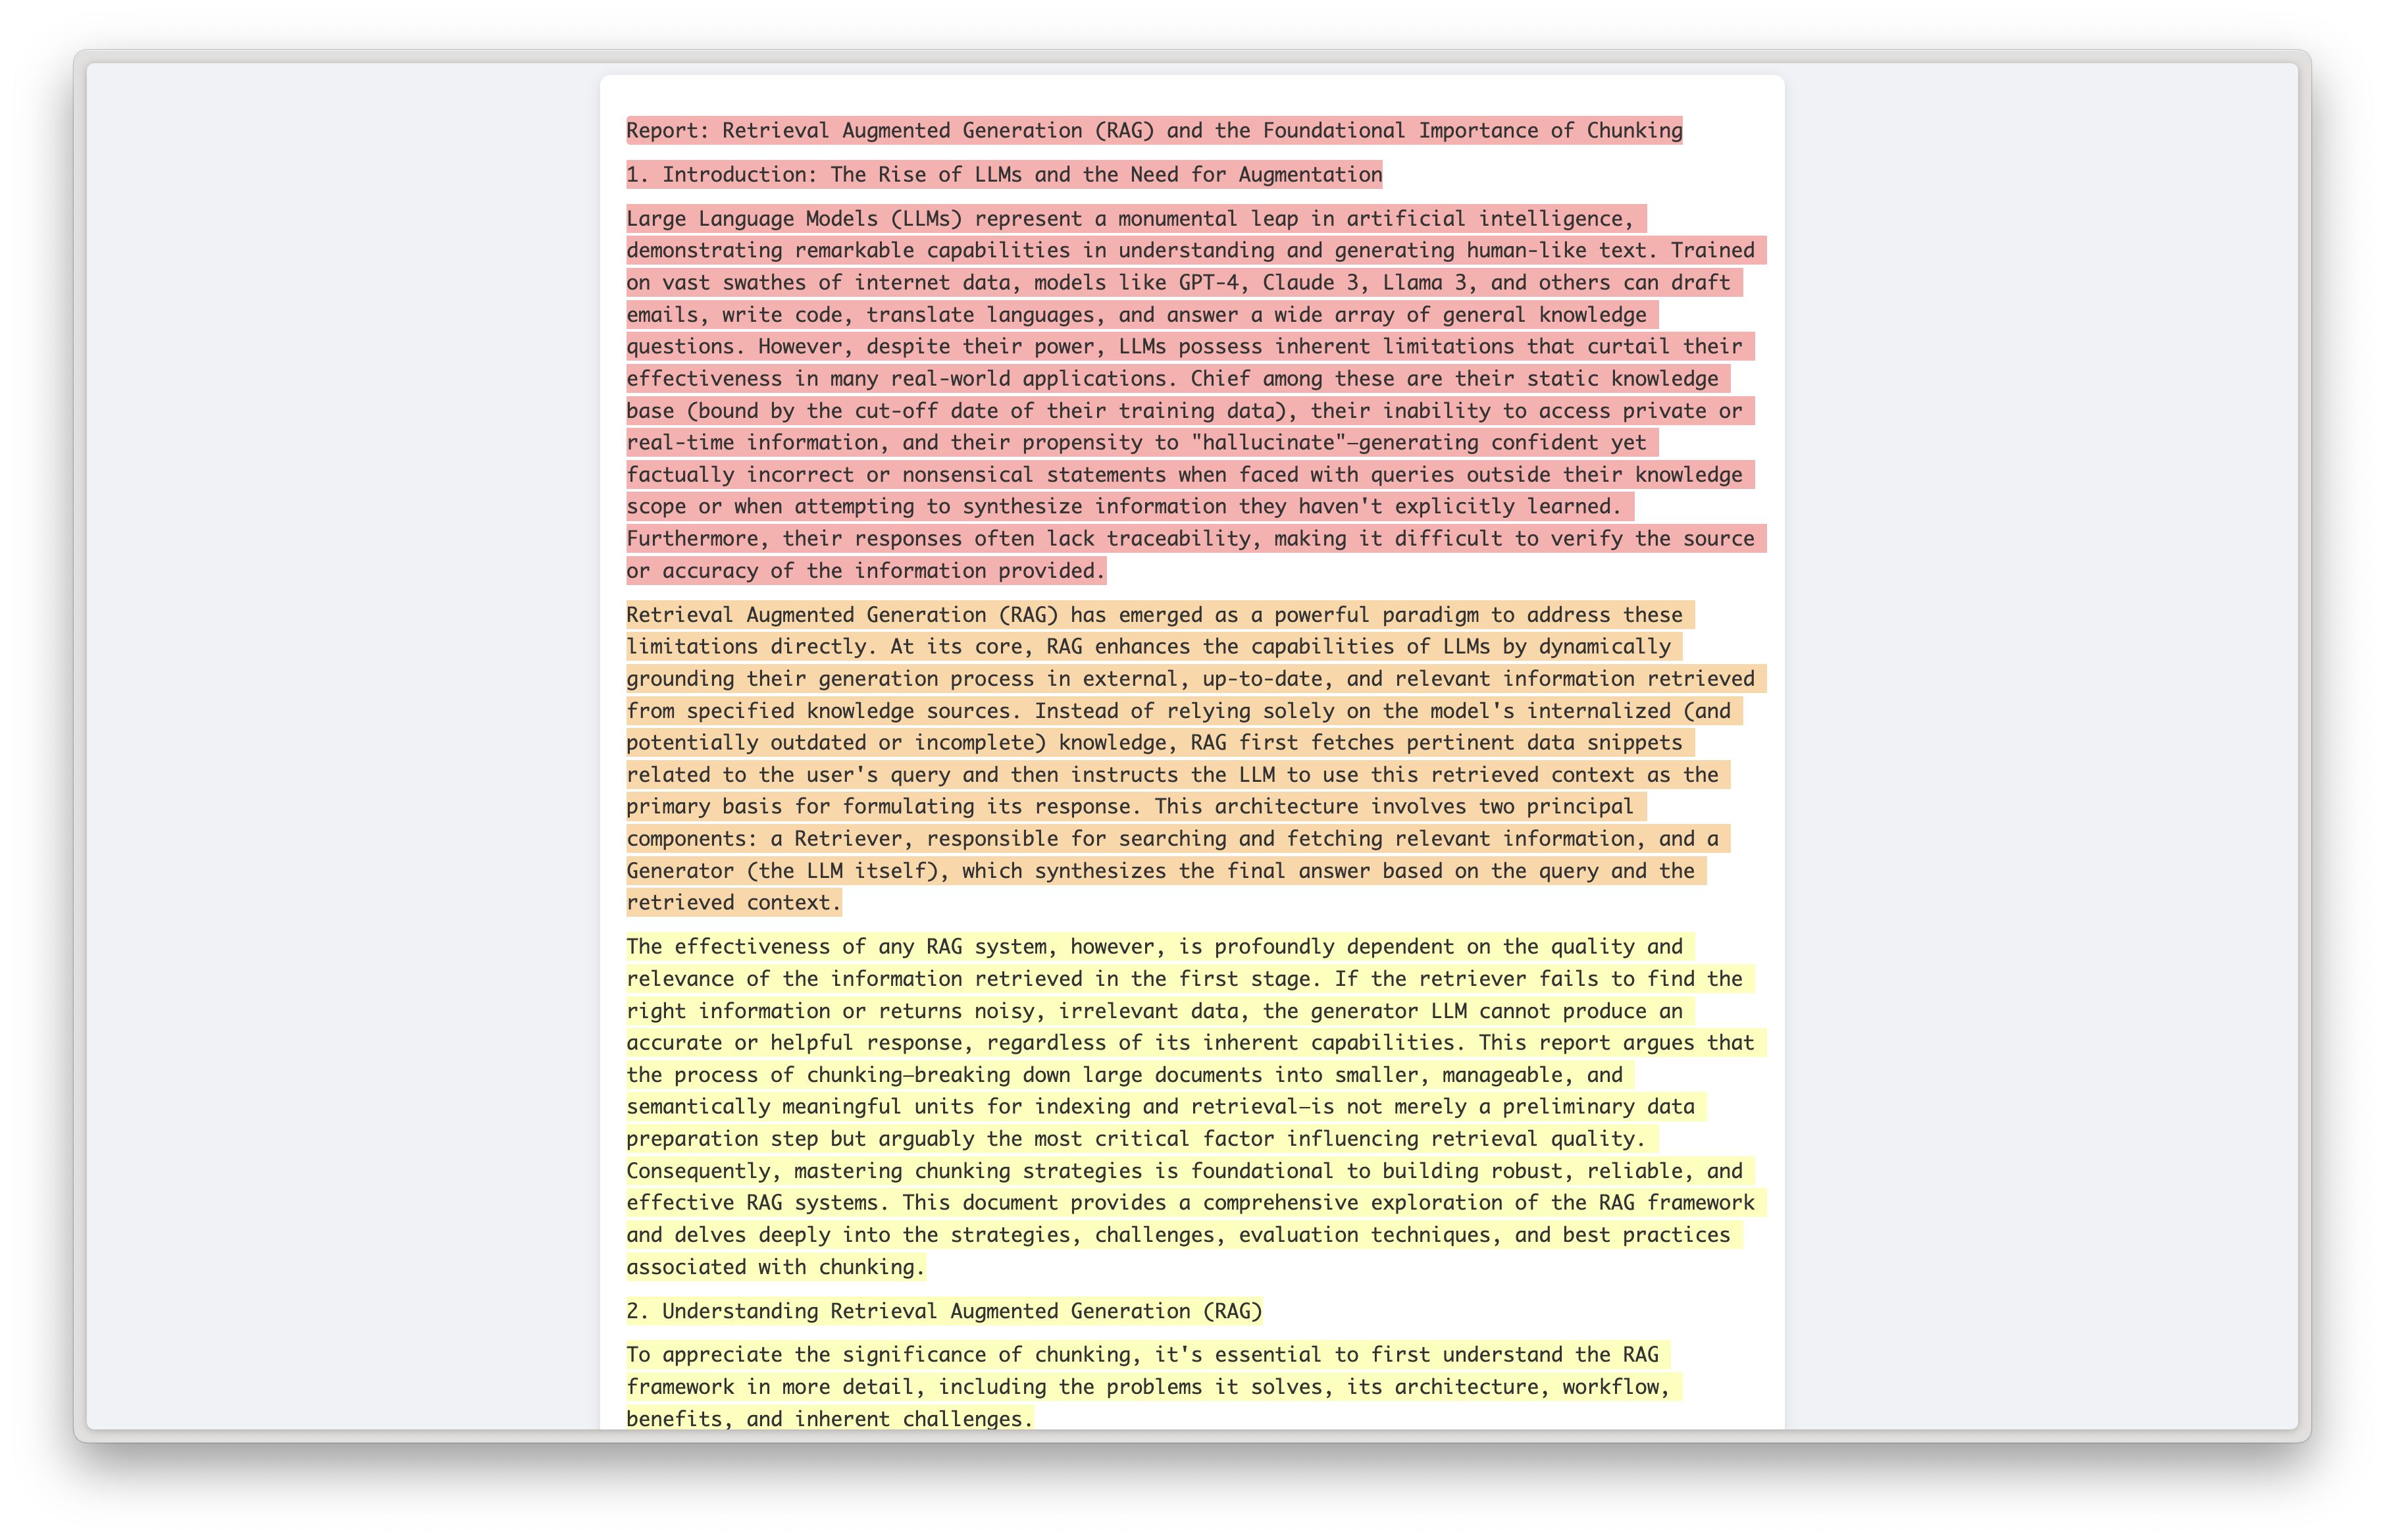 Report: Retrieval Augmented Generation (RAG) and the Foundational Importance of Chunking
1. Introduction: The Rise of LLMs and the Need for Augmentation
Large Language Models (LLMs) represent a monumental leap in artificial intelligence,
demonstrating remarkable capabilities in understanding and generating human-like text. Trained
on vast swathes of internet data, models like GPT-4, Claude 3, Llama 3, and others can draft
emails, write code, translate languages, and answer a wide array of general knowledge
questions. However, despite their power, LLMs possess inherent limitations that curtail their
effectiveness in many real-world applications. Chief among these are their static knowledge
base (bound by the cut-off date of their training data), their inability to access private or
real-time information, and their propensity to "hallucinate"—generating confident yet
factually incorrect or nonsensical statements when faced with queries outside their knowledge
scope or when attempting to synthesize information they haven't explicitly learned.
Furthermore, their responses often lack traceability, making it difficult to verify the source
or accuracy of the information provided.
Retrieval Augmented Generation (RAG) has emerged as a powerful paradigm to address these
limitations directly. At its core, RAG enhances the capabilities of LLMs by dynamically
grounding their generation process in external, up-to-date, and relevant information retrieved
from specified knowledge sources. Instead of relying solely on the model's internalized (and
potentially outdated or incomplete) knowledge, RAG first fetches pertinent data snippets
related to the user's query and then instructs the LLM to use this retrieved context as the
primary basis for formulating its response. This architecture involves two principal
components: a Retriever, responsible for searching and fetching relevant information, and a
Generator (the LLM itself), which synthesizes the final answer based on the query and the
retrieved context.
The effectiveness of any RAG system, however, is profoundly dependent on the quality and
relevance of the information retrieved in the first stage. If the retriever fails to find the
right information or returns noisy, irrelevant data, the generator LLM cannot produce an
accurate or helpful response, regardless of its inherent capabilities. This report argues that
the process of chunking—breaking down large documents into smaller, manageable, and
semantically meaningful units for indexing and retrieval—is not merely a preliminary data
preparation step but arguably the most critical factor influencing retrieval quality.
Consequently, mastering chunking strategies is foundational to building robust, reliable, and
effective RAG systems. This document provides a comprehensive exploration of the RAG framework
and delves deeply into the strategies, challenges, evaluation techniques, and best practices
associated with chunking.
2. Understanding Retrieval Augmented Generation (RAG)
To appreciate the significance of chunking, it's essential to first understand the RAG
framework in more detail, including the problems it solves, its architecture, workflow,
benefits, and inherent challenges.